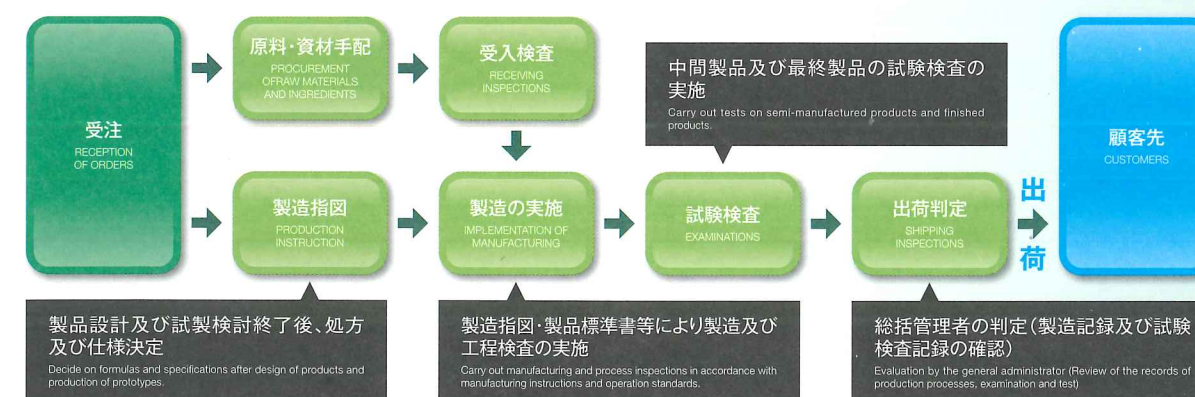 受注
RECEPTION
OF ORDERS
原料・資材手配
PROCUREMENT
OFRAW MATERIALS
AND INGREDIENTS
受入検査
RECEIVING
INSPECTIONS
製造指図
PRODUCTION
INSTRUCTION
製品設計及び試製検討終了後、処方
及び仕様決定
Decide on formulas and specifications after design of products and
production of prototypes.
製造の実施
IMPLEMENTATION OF
MANUFACTURING
製造指図・製品標準書等により製造及び
工程検査の実施
Carry out manufacturing and process inspections in accordance with
manufacturing instructions and operation standards.
中間製品及び最終製品の試験検査の
実施
Carry out tests on semi-manufactured products and finished
products.
試験検査
EXAMINATIONS
出荷判定
SHIPPING
INSPECTIONS
総括管理者の判定（製造記録及び試験
検査記録の確認）
Evaluation by the general administrator (Review of the records of
production processes, examination and test)
出
荷
顧客先
CUSTOMERS